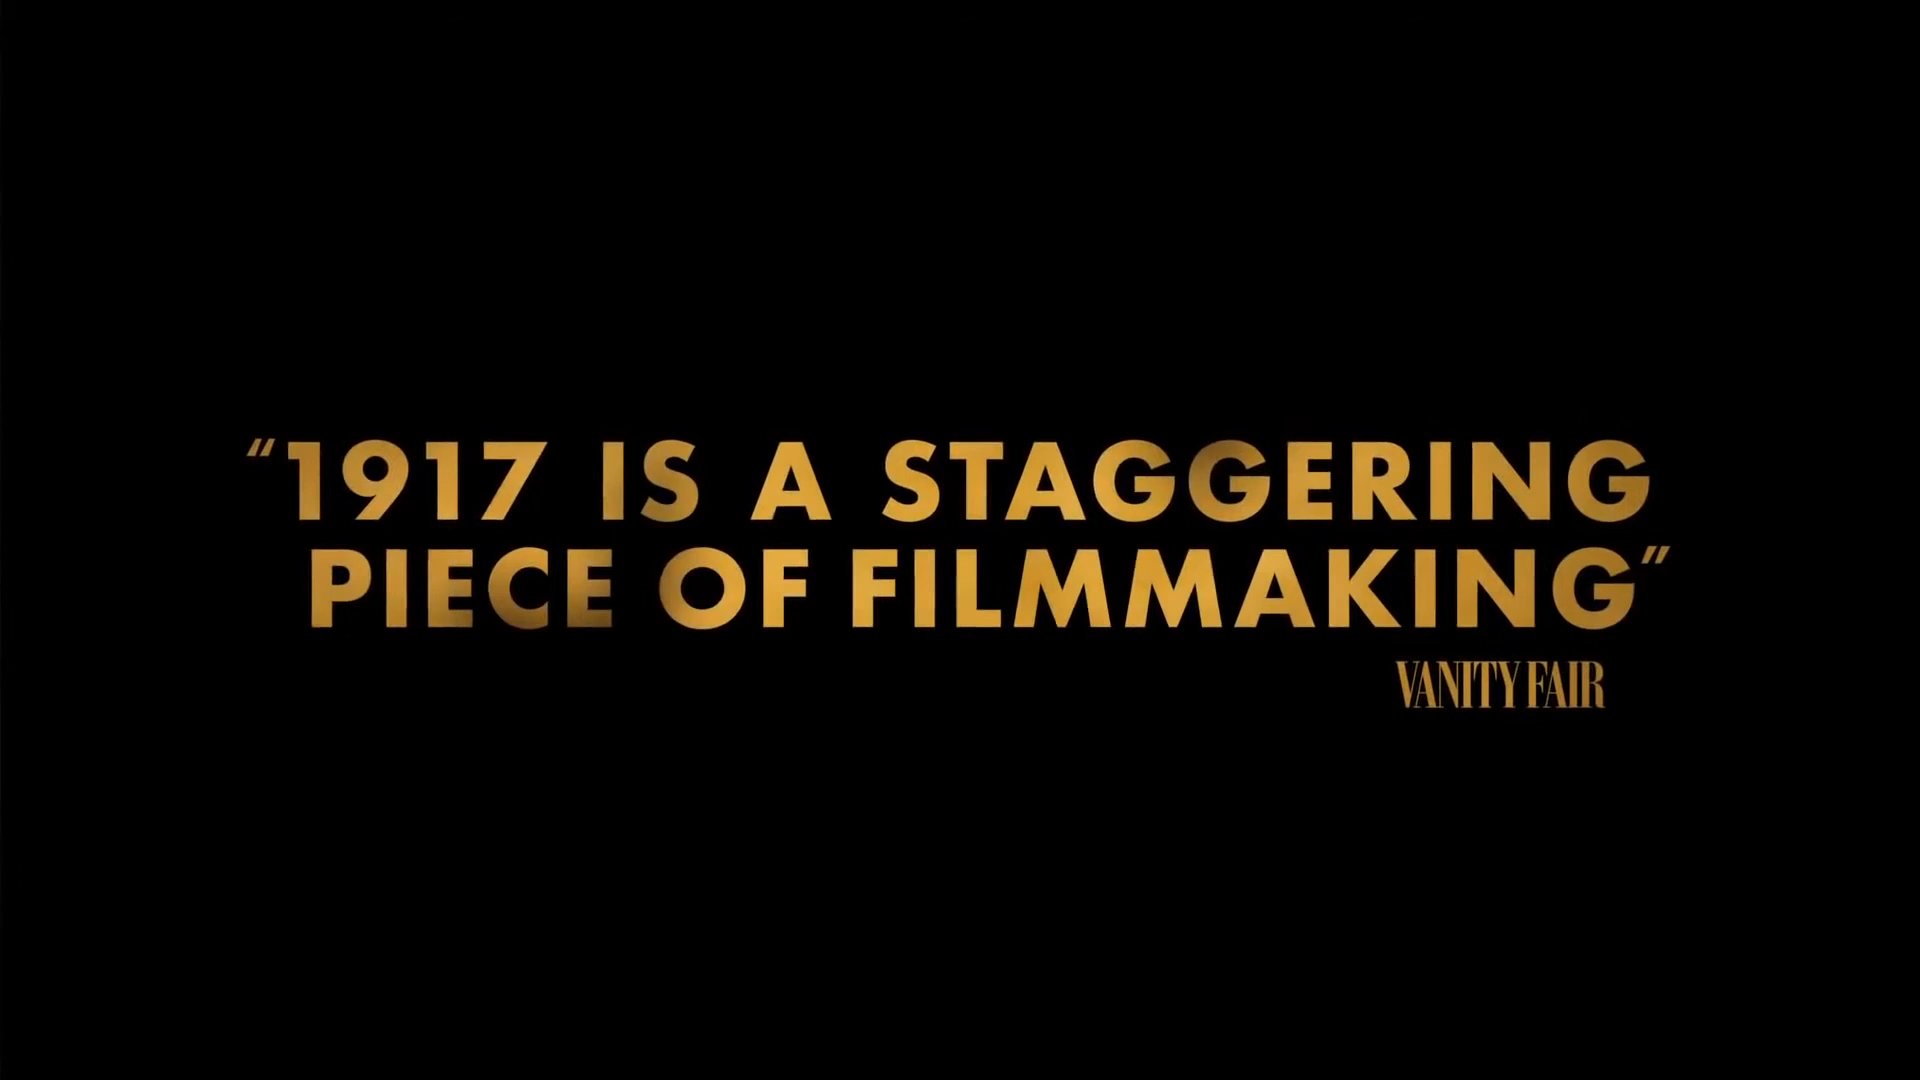 “1917 IS A STAGGERING
PIECE OF FILMMAKING”
VANITY FAIR